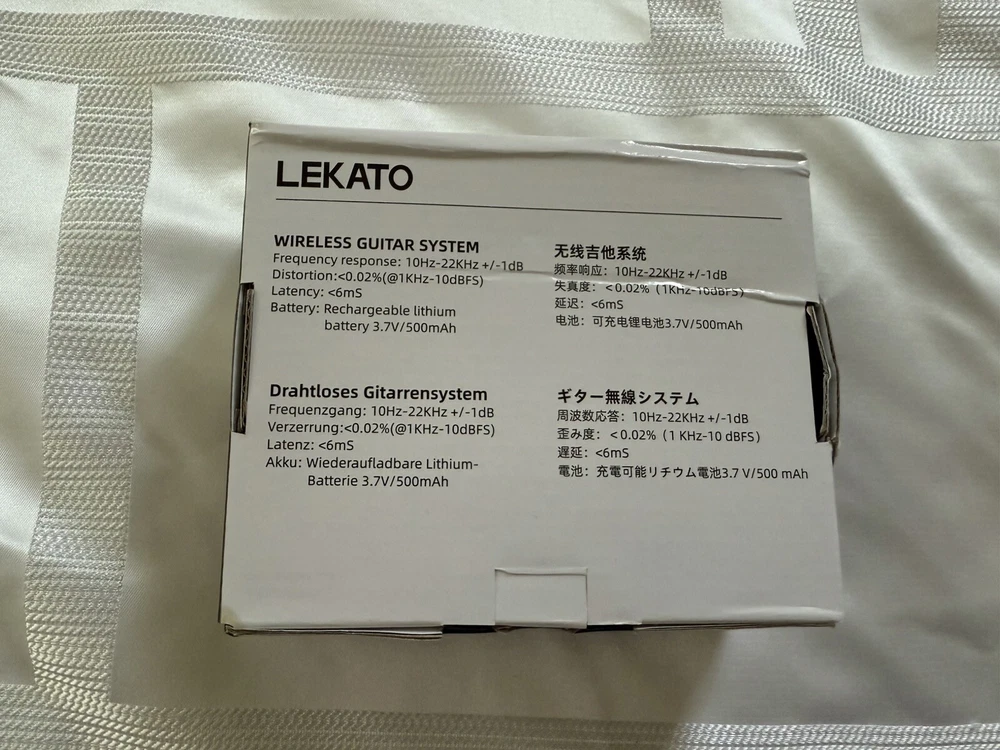 LEKATO
WIRELESS GUITAR SYSTEM
Frequency response: 10Hz-22KHz +/-1dB
Distortion:<0.02%(@1KHz-10dBFS)
Latency: <6mS
Battery: Rechargeable lithium
battery 3.7V/500mAh
无线吉他系统
频率响应: 10Hz-22KHz +/-1dB
失真度: <0.02%（1KHz-10dBFS）
延迟: <6mS
电池: 可充电锂电池3.7V/500mAh
Drahtloses Gitarrensystem
Frequenzgang: 10Hz-22KHz +/-1dB
Verzerrung:<0.02%(@1KHz-10dBFS)
Latenz: <6mS
Akku: Wiederaufladbare Lithium-
Batterie 3.7V/500mAh
ギター無線システム
周波数応答: 10Hz-22KHz +/-1dB
歪み度: <0.02%（1 KHz-10 dBFS）
遅延: <6mS
電池: 充電可能リチウム電池3.7 V/500 mAh